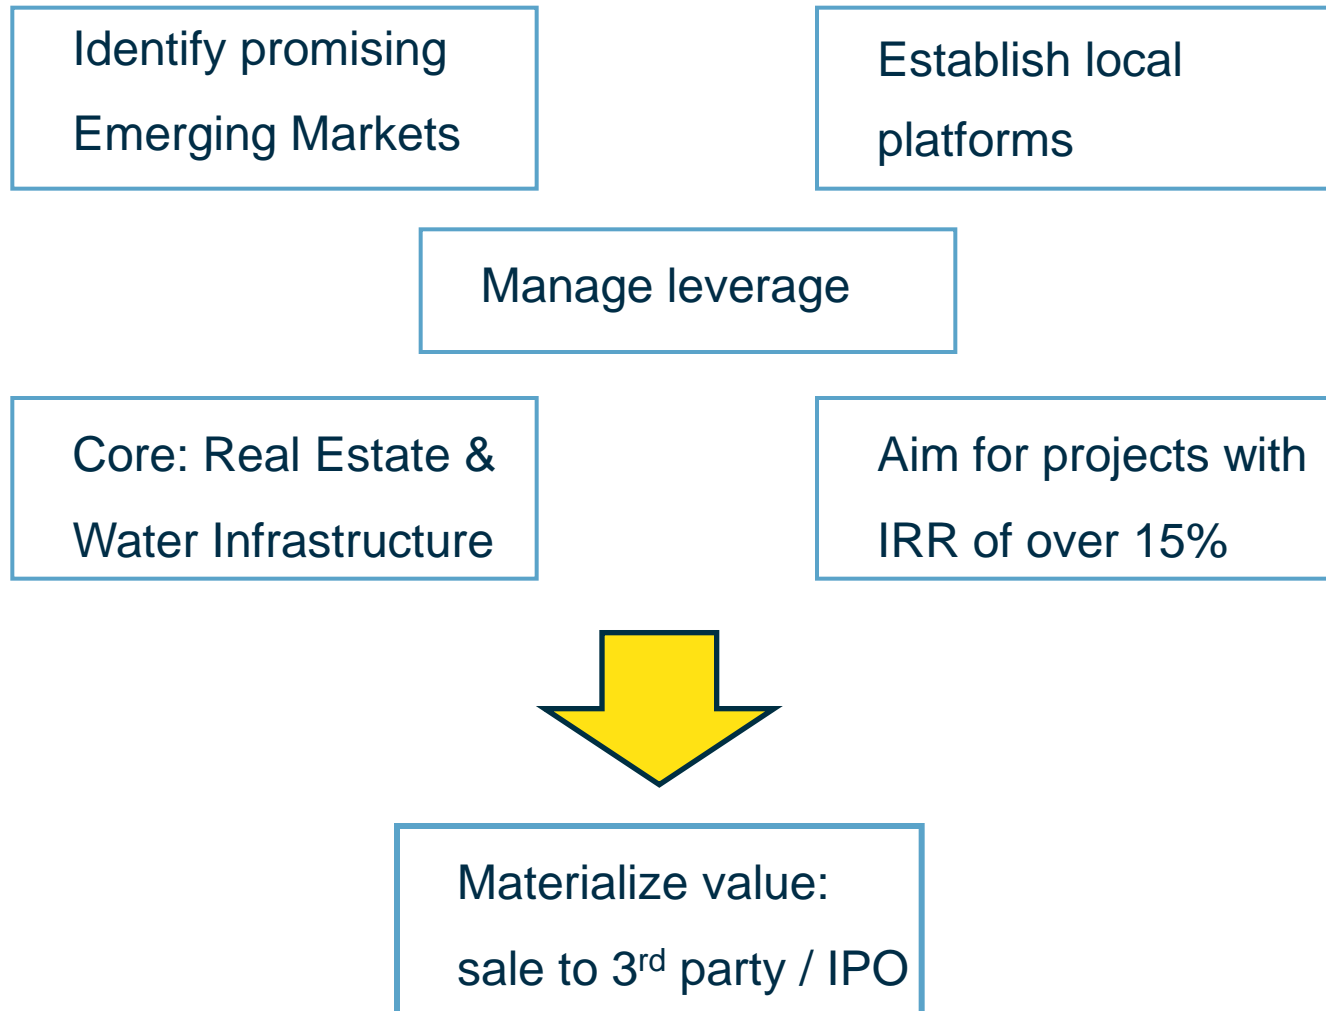 Identify promising
Emerging Markets
Establish local
platforms
Manage leverage
Core: Real Estate &
Water Infrastructure
Aim for projects with
IRR of over 15%
Materialize value:
sale to 3rd party / IPO